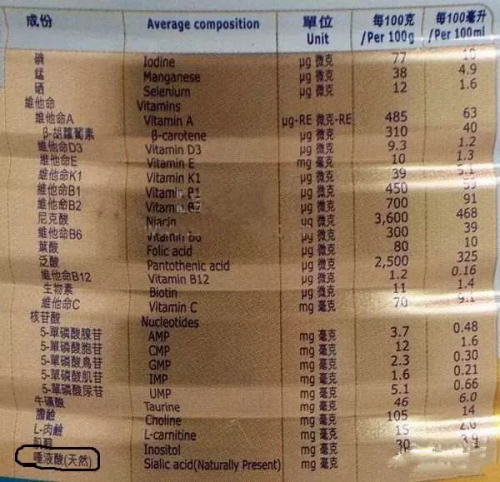 成份 Average composition 單位 每100克 每100毫升
Unit /Per 100g /Per 100ml
碘 Iodine μg 微克 77
錳 Manganese μg 微克 38 4.9
硒 Selenium μg 微克 12 1.6
維他命 Vitamins
維他命A Vitamin A μg-RE 微克-RE 485 63
β-胡蘿蔔素 β-carotene μg 微克 310 40
維他命D3 Vitamin D3 μg 微克 9.3 1.2
維他命E Vitamin E mg 毫克 10 1.3
維他命K1 Vitamin K1 μg 微克 39
維他命B1 Vitamin B1 μg 微克 450
維他命B2 Vitamin B2 μg 微克 700 91
尼克酸 Niacin μg 微克 3,600 468
維他命B6 Vitamin B6 μg 微克 300 39
葉酸 Folic acid μg 微克 80 10
泛酸 Pantothenic acid μg 微克 2,500 325
維他命B12 Vitamin B12 μg 微克 1.2 0.16
生物素 Biotin μg 微克 11 1.4
維他命C Vitamin C mg 毫克 70 9.1
核苷酸 Nucleotides
5-單磷酸腺苷 AMP mg 毫克 3.7 0.48
5-單磷酸胞苷 CMP mg 毫克 12 1.6
5-單磷酸鳥苷 GMP mg 毫克 2.3 0.30
5-單磷酸肌苷 IMP mg 毫克 1.6 0.21
5-單磷酸尿苷 UMP mg 毫克 5.1 0.66
牛磺酸 Taurine mg 毫克 46 6.0
膽鹼 Choline mg 毫克 105 14
L-肉鹼 L-carnitine mg 毫克 15 2.0
肌醇 Inositol mg 毫克 30 3.9
唾液酸(天然) Sialic acid(Naturally Present) mg 毫克